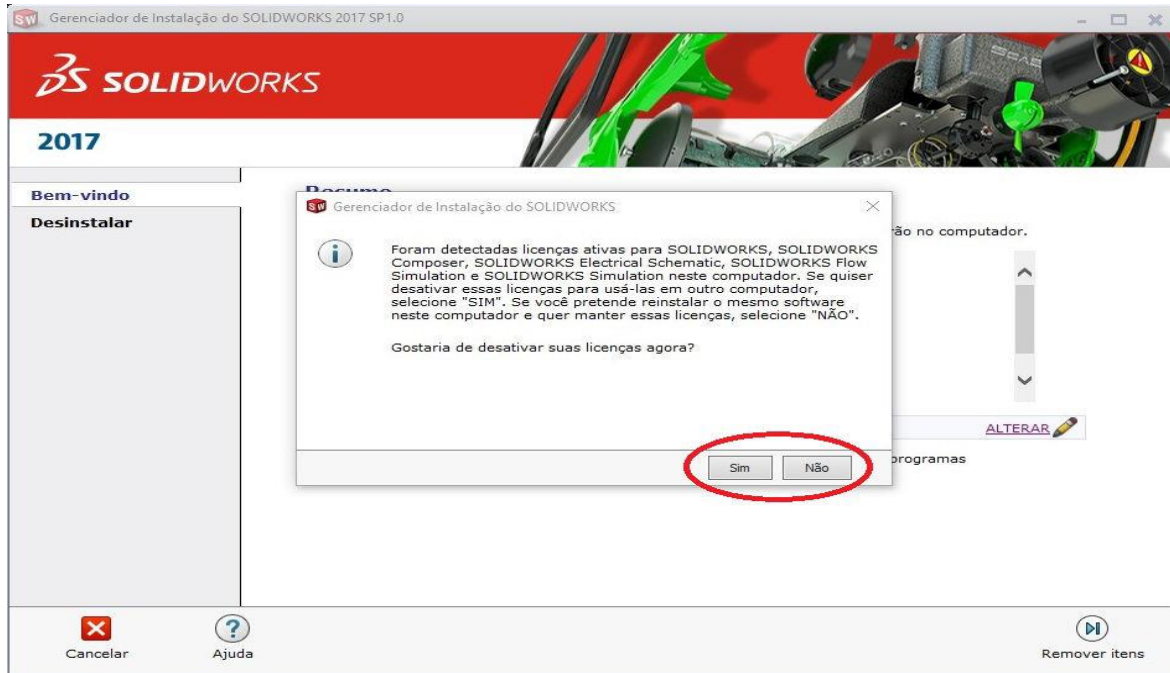 Gerenciador de Instalação do SOLIDWORKS 2017 SP1.0
SOLIDWORKS
2017
Bem-vindo
Desinstalar
Resumo
ão no computador.
Gerenciador de Instalação do SOLIDWORKS
Foram detectadas licenças ativas para SOLIDWORKS, SOLIDWORKS
Composer, SOLIDWORKS Electrical Schematic, SOLIDWORKS Flow
Simulation e SOLIDWORKS Simulation neste computador. Se quiser
desativar essas licenças para usá-las em outro computador,
selecione "SIM". Se você pretende reinstalar o mesmo software
neste computador e quer manter essas licenças, selecione "NÃO".
Gostaria de desativar suas licenças agora?
ALTERAR
programas
Sim Não
Cancelar Ajuda Remover itens